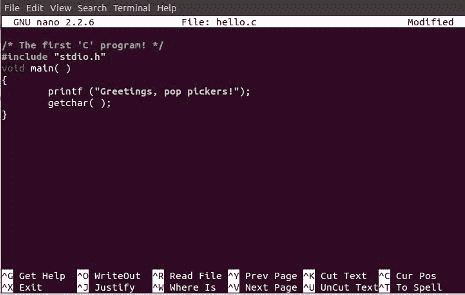 File Edit View Search Terminal Help
GNU nano 2.2.6 File: hello.c Modified
/* The first 'C' program! */
#include "stdio.h"
void main( )
{
printf ("Greetings, pop pickers!");
getchar( );
}
^G Get Help ^O WriteOut ^R Read File ^Y Prev Page ^K Cut Text ^C Cur Pos
^X Exit ^J Justify ^W Where Is ^V Next Page ^U UnCut Text ^T To Spell